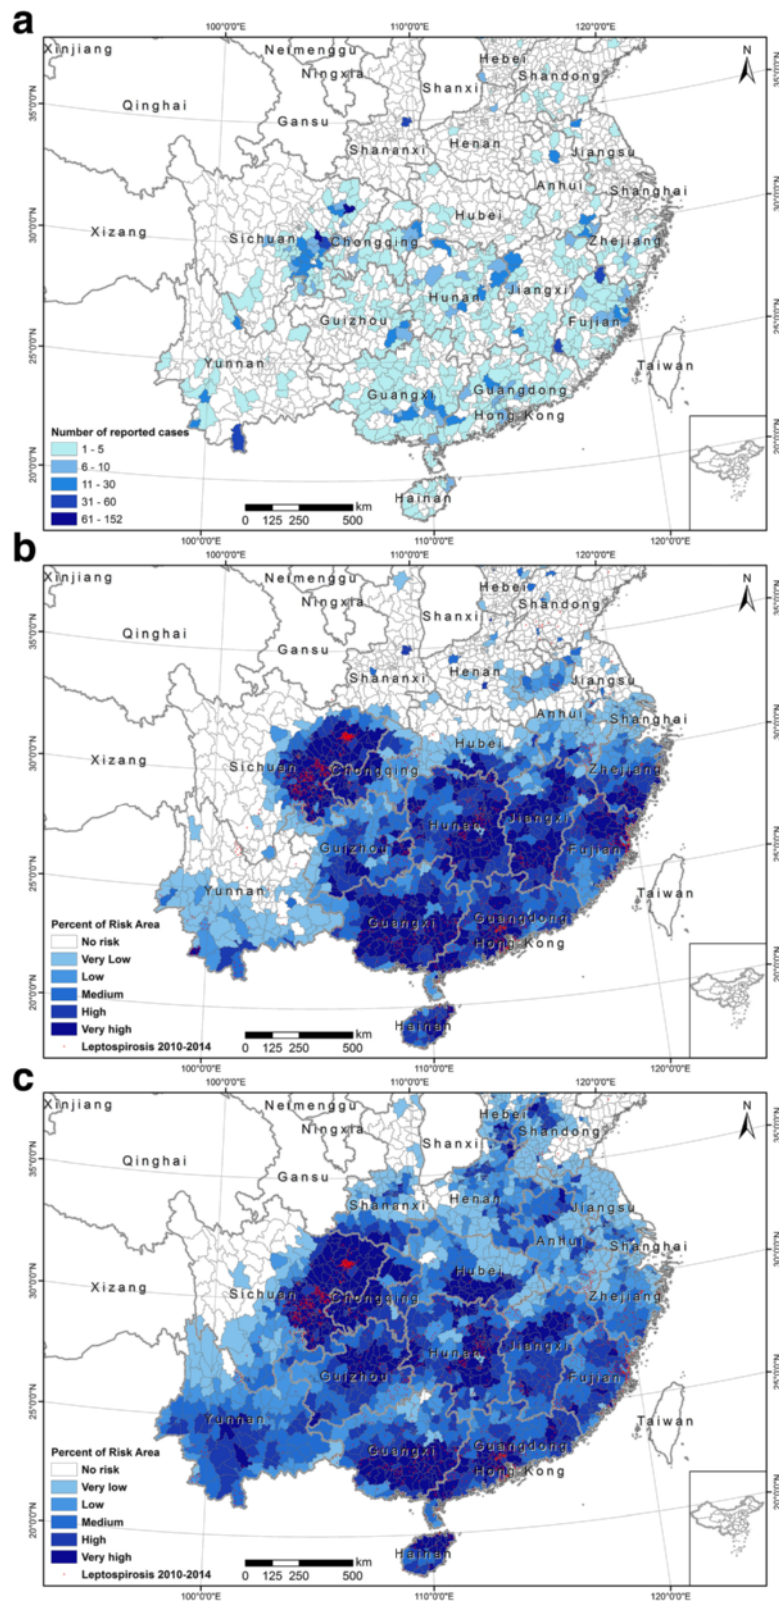 a
100°0'0"E 110°0'0"E 120°0'0"E
Xinjiang
Neimenggu
Hebei
N
Ningxia
Shandong
Shanxi
Qinghai
35°0'0"N
Gansu
Henan
Shananxi
Jiangsu
Anhui
Shanghai
Hubei
30°0'0"N
Xizang
Sichuan
Chongqing
Zhejiang
Hunan
Jiangxi
Guizhou
Fujian
25°0'0"N
Yunnan
Taiwan
Guangxi
Guangdong
Hong Kong
Number of reported cases
1 - 5
6 - 10
11 - 30
31 - 60
61 - 152
20°0'0"N
Hainan
km
0 125 250 500
100°0'0"E 110°0'0"E 120°0'0"E
b
Xinjiang
Neimenggu
Hebei
N
Ningxia
Shandong
Shanxi
Qinghai
35°0'0"N
Gansu
Henan
Shananxi
Jiangsu
Anhui
Shanghai
Hubei
30°0'0"N
Xizang
Sichuan
Chongqing
Zhejiang
Hunan
Jiangxi
Guizhou
Fujian
25°0'0"N
Yunnan
Taiwan
Guangxi
Guangdong
Hong Kong
Percent of Risk Area
No risk
Very Low
Low
Medium
High
Very high
Leptospirosis 2010-2014
20°0'0"N
Hainan
km
0 125 250 500
100°0'0"E 110°0'0"E 120°0'0"E
c
Xinjiang
Neimenggu
Hebei
N
Ningxia
Shandong
Shanxi
Qinghai
35°0'0"N
Gansu
Henan
Shananxi
Jiangsu
Anhui
Shanghai
Hubei
30°0'0"N
Xizang
Sichuan
Chongqing
Zhejiang
Hunan
Jiangxi
Guizhou
Fujian
25°0'0"N
Yunnan
Taiwan
Guangxi
Guangdong
Hong Kong
Percent of Risk Area
No risk
Very low
Low
Medium
High
Very high
Leptospirosis 2010-2014
20°0'0"N
Hainan
km
0 125 250 500
100°0'0"E 110°0'0"E 120°0'0"E